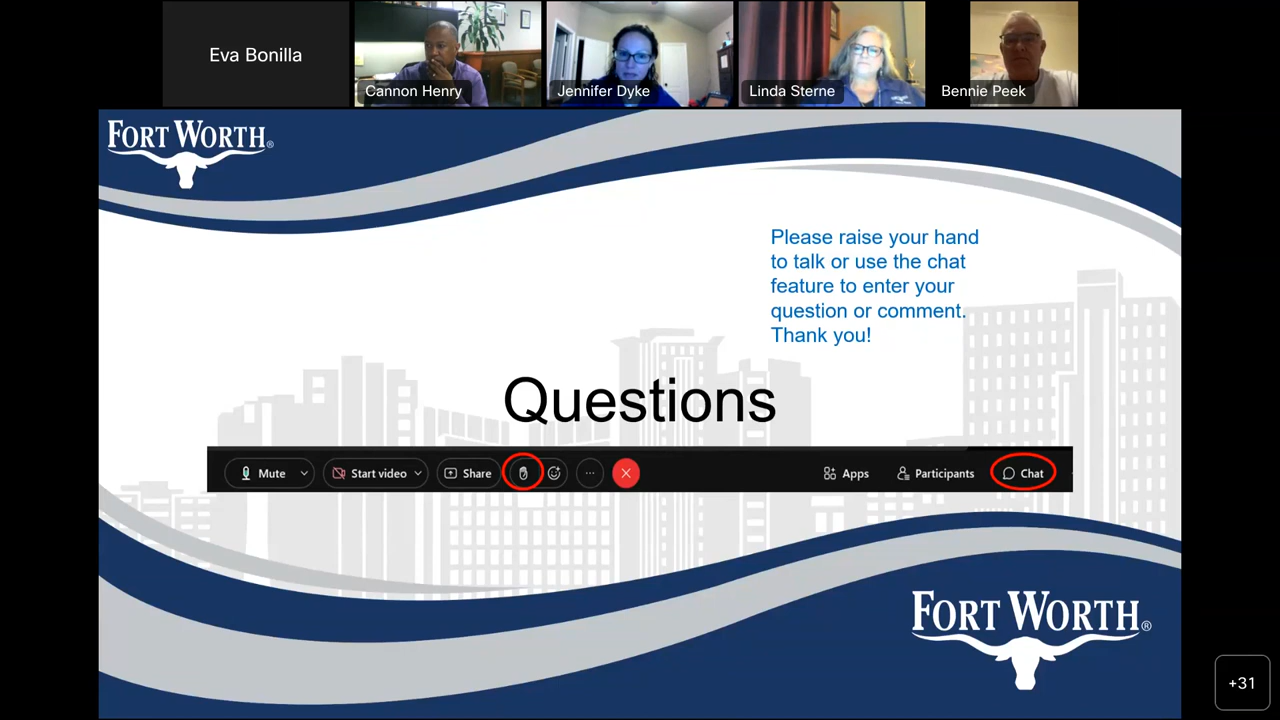 Eva Bonilla
Cannon Henry
Jennifer Dyke
Linda Sterne
Bennie Peek
FORT WORTH®
Please raise your hand
to talk or use the chat
feature to enter your
question or comment.
Thank you!
Questions
Mute
Start video
Share
Apps
Participants
Chat
FORT WORTH®
+31